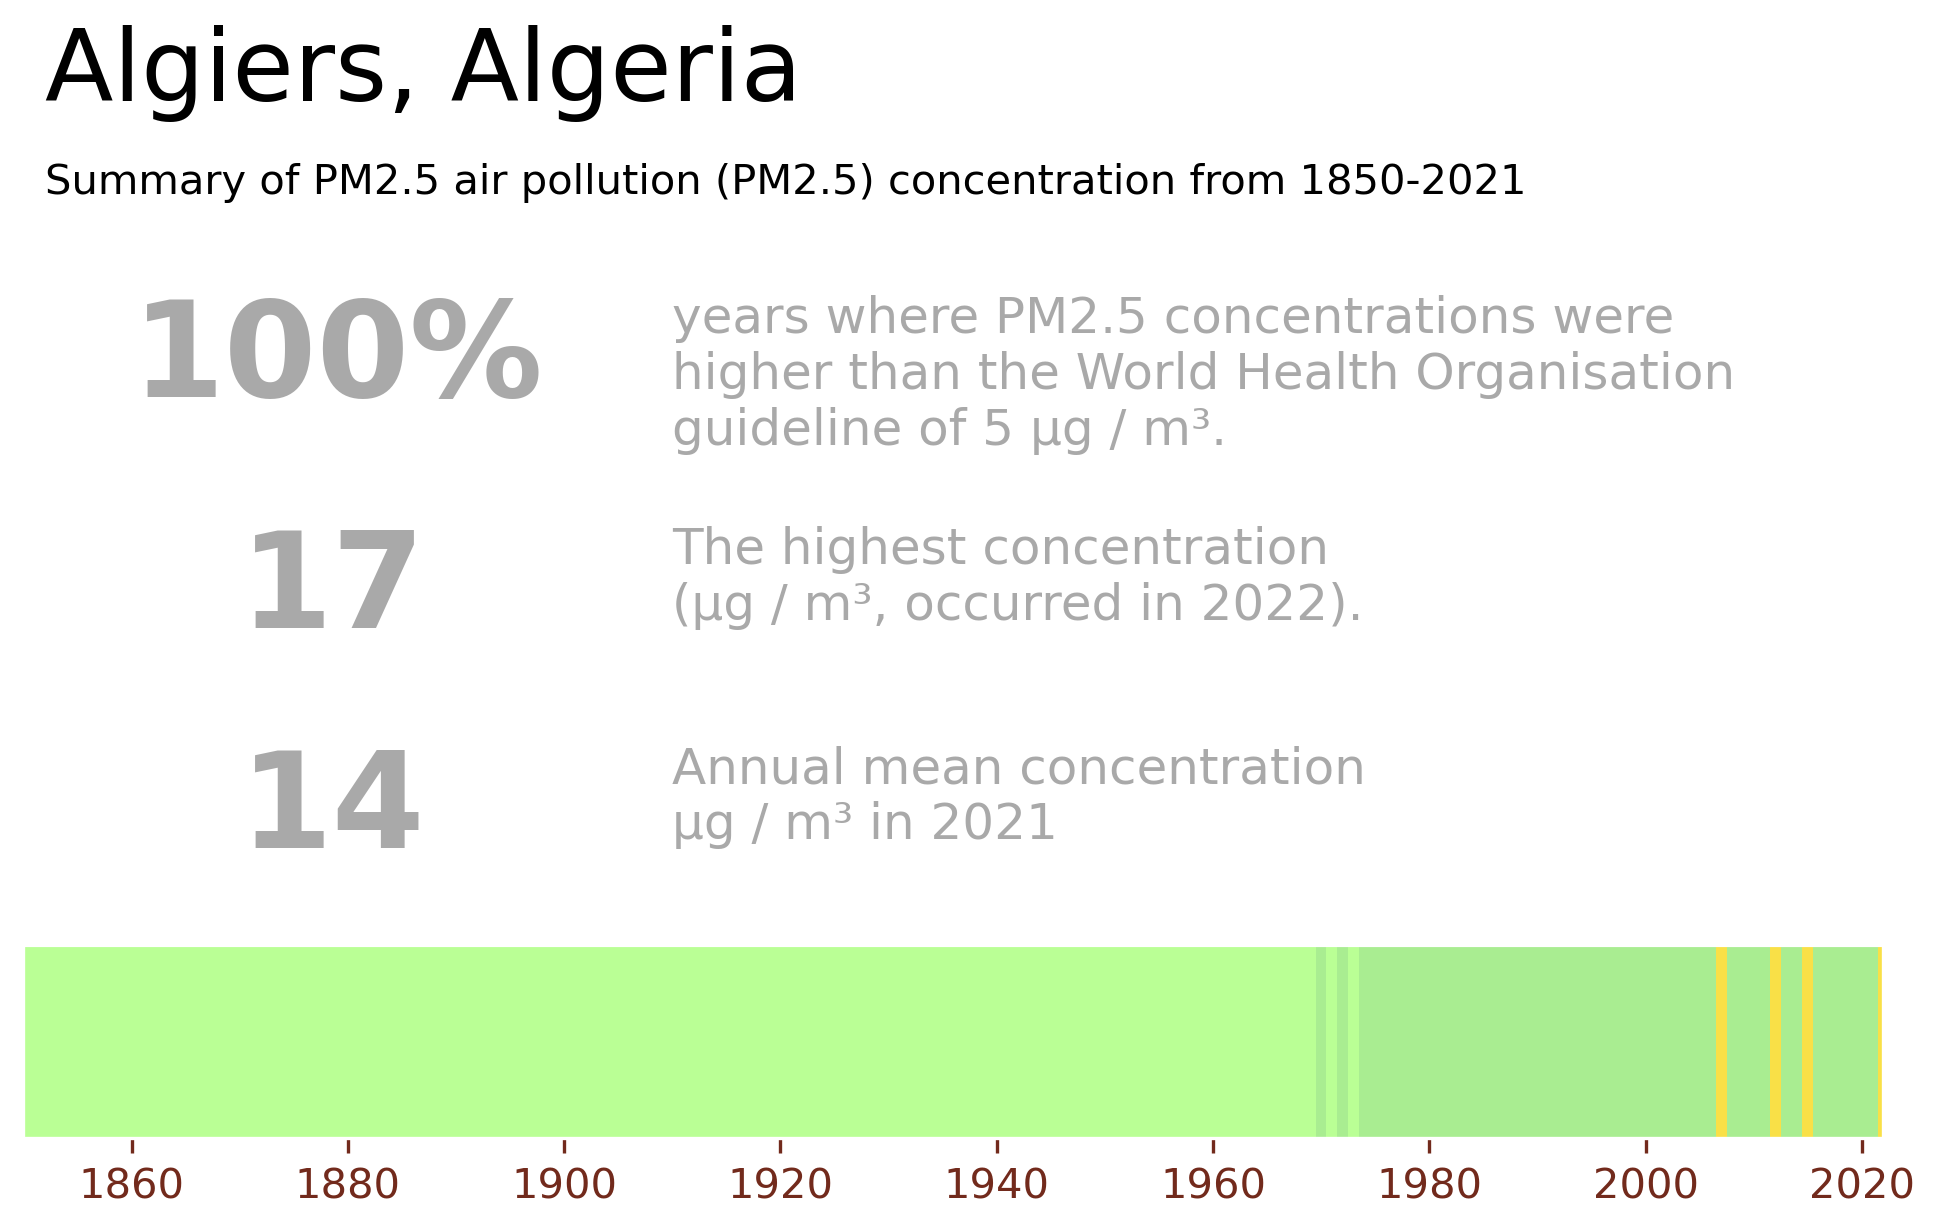 Algiers, Algeria
Summary of PM2.5 air pollution (PM2.5) concentration from 1850-2021
100%
years where PM2.5 concentrations were
higher than the World Health Organisation
guideline of 5 µg / m³.
17
The highest concentration
(µg / m³, occurred in 2022).
14
Annual mean concentration
µg / m³ in 2021
1860 1880 1900 1920 1940 1960 1980 2000 2020